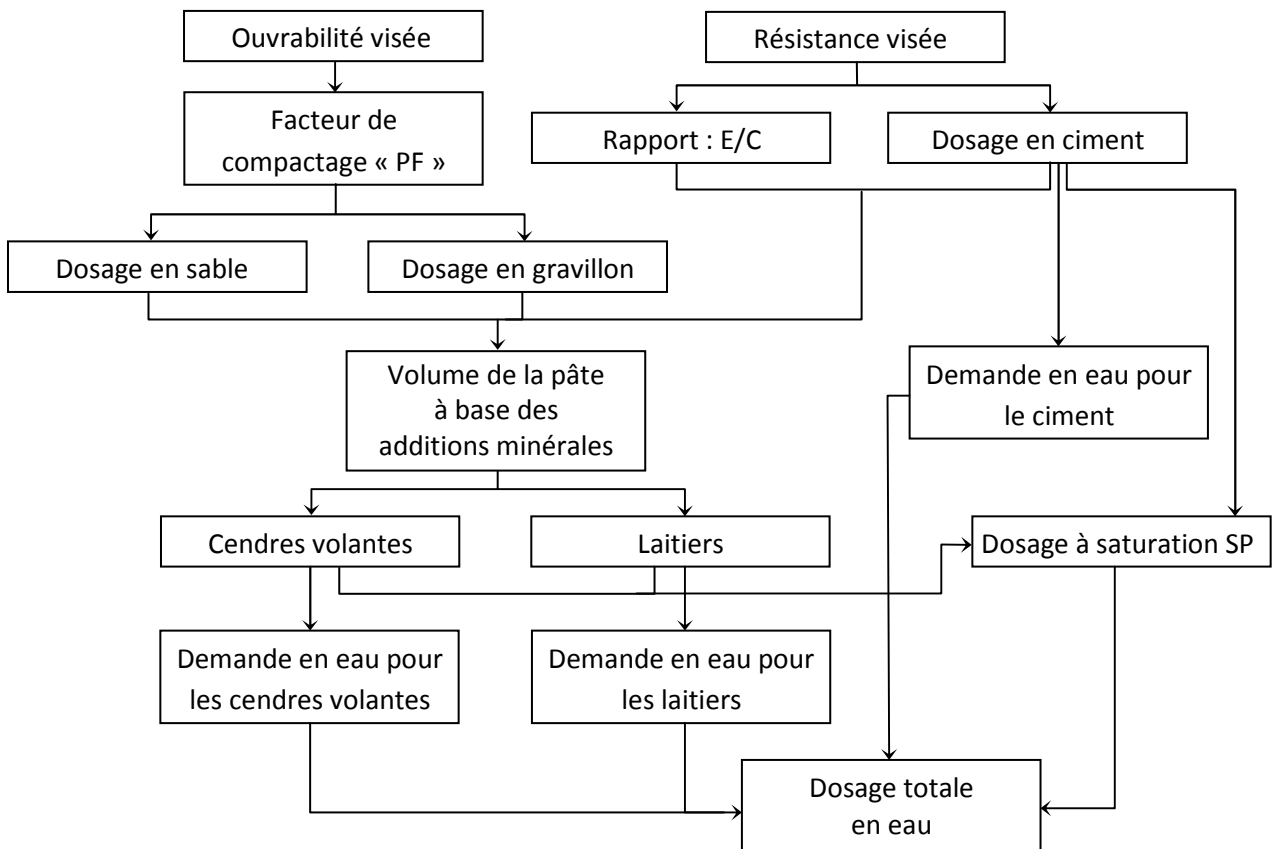 Ouvrabilité visée
Résistance visée
Facteur de
compactage « PF »
Rapport : E/C
Dosage en ciment
Dosage en sable
Dosage en gravillon
Volume de la pâte
à base des
additions minérales
Demande en eau pour
le ciment
Cendres volantes
Laitiers
Dosage à saturation SP
Demande en eau pour
les cendres volantes
Demande en eau pour
les laitiers
Dosage totale
en eau